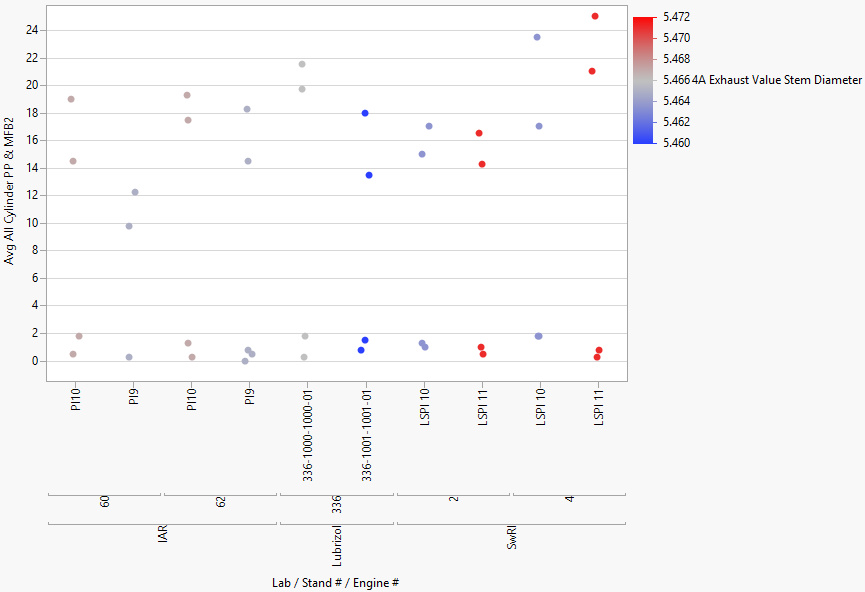 24
22
20
18
16
14
12
10
8
6
4
2
0
Avg All Cylinder PP & MFB2
5.472
5.470
5.468
5.466
5.464
5.462
5.460
4A Exhaust Value Stem Diameter
PI10
PI9
PI10
PI9
336-1000-1000-01
336-1001-1001-01
LSPI 10
LSPI 11
LSPI 10
LSPI 11
60
62
336
2
4
IAR
Lubrizol
SwRI
Lab / Stand # / Engine #